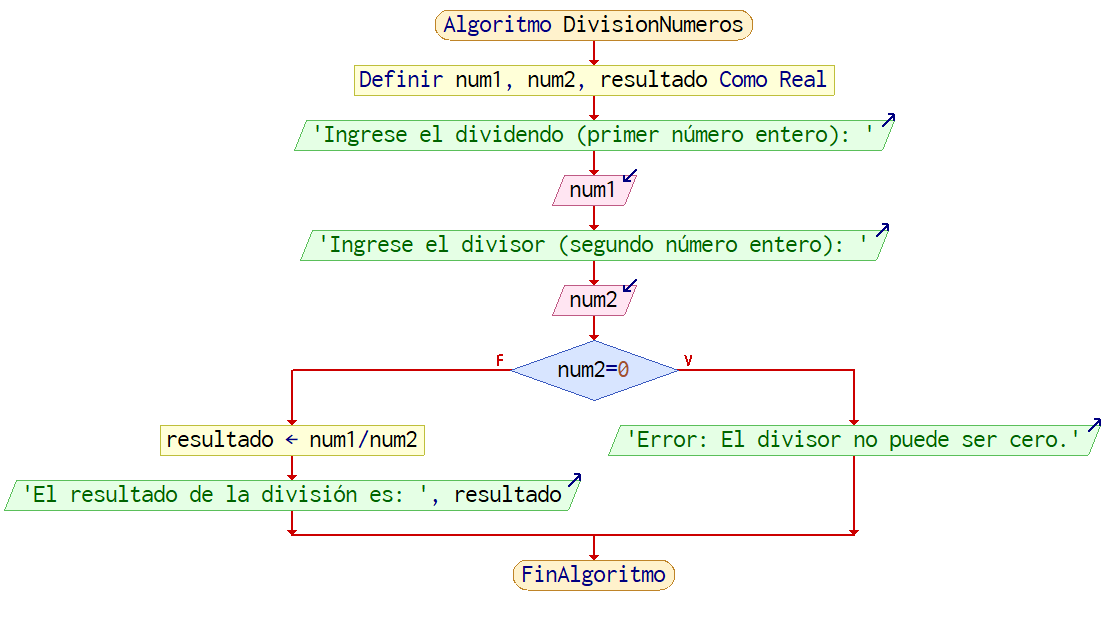 Algoritmo DivisionNumeros
Definir num1, num2, resultado Como Real
'Ingrese el dividendo (primer número entero): '
num1
'Ingrese el divisor (segundo número entero): '
num2
F
V
num2=0
resultado ← num1/num2
'Error: El divisor no puede ser cero.'
'El resultado de la división es: ', resultado
FinAlgoritmo